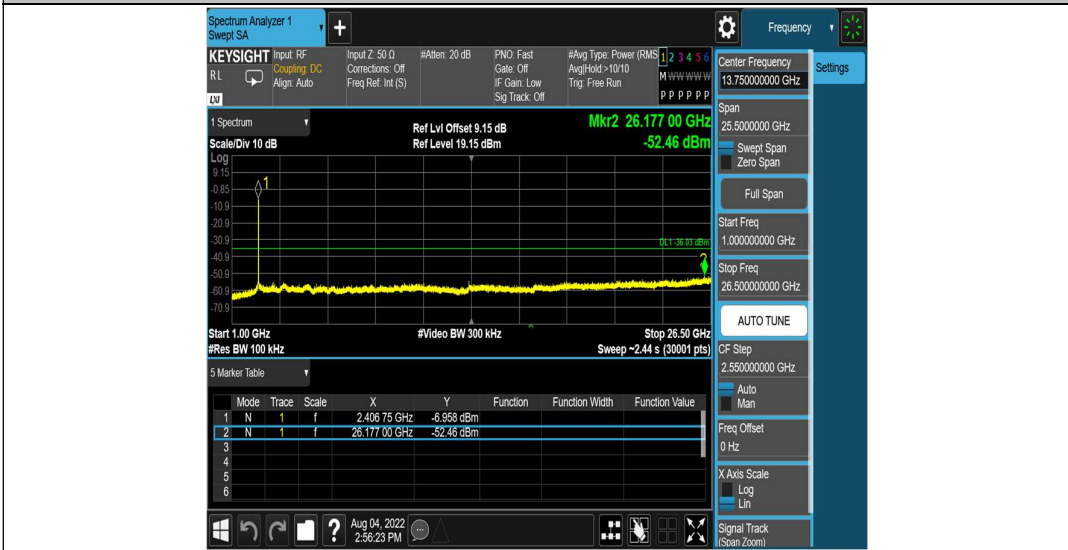 Spectrum Analyzer 1
Swept SA
+
Frequency
KEYSIGHT
RL
LXI
Input: RF
Coupling: DC
Align: Auto
Input Z: 50 Ω
Corrections: Off
Freq Ref: Int (S)
#Atten: 20 dB
PNO: Fast
Gate: Off
IF Gain: Low
Sig Track: Off
#Avg Type: Power (RMS
Avg|Hold:>10/10
Trig: Free Run
1 2 3 4 5 6
M W W W W W
P P P P P P
1 Spectrum
Scale/Div 10 dB
Ref Lvl Offset 9.15 dB
Ref Level 19.15 dBm
Mkr2 26.177 00 GHz
-52.46 dBm
Log
9.15
-0.85
-10.9
-20.9
-30.9
-40.9
-50.9
-60.9
-70.9
1
DL1 -36.03 dBm
2
Start 1.00 GHz
#Res BW 100 kHz
#Video BW 300 kHz
Stop 26.50 GHz
Sweep ~2.44 s (30001 pts)
5 Marker Table
Mode Trace Scale X Y Function Function Width Function Value
1 N 1 f 2.406 75 GHz -6.958 dBm
2 N 1 f 26.177 00 GHz -52.46 dBm
3
4
5
6
?
Aug 04, 2022
2:56:23 PM
Center Frequency
13.750000000 GHz
Settings
Span
25.5000000 GHz
Swept Span
Zero Span
Full Span
Start Freq
1.000000000 GHz
Stop Freq
26.500000000 GHz
AUTO TUNE
CF Step
2.550000000 GHz
Auto
Man
Freq Offset
0 Hz
X Axis Scale
Log
Lin
Signal Track
(Span Zoom)